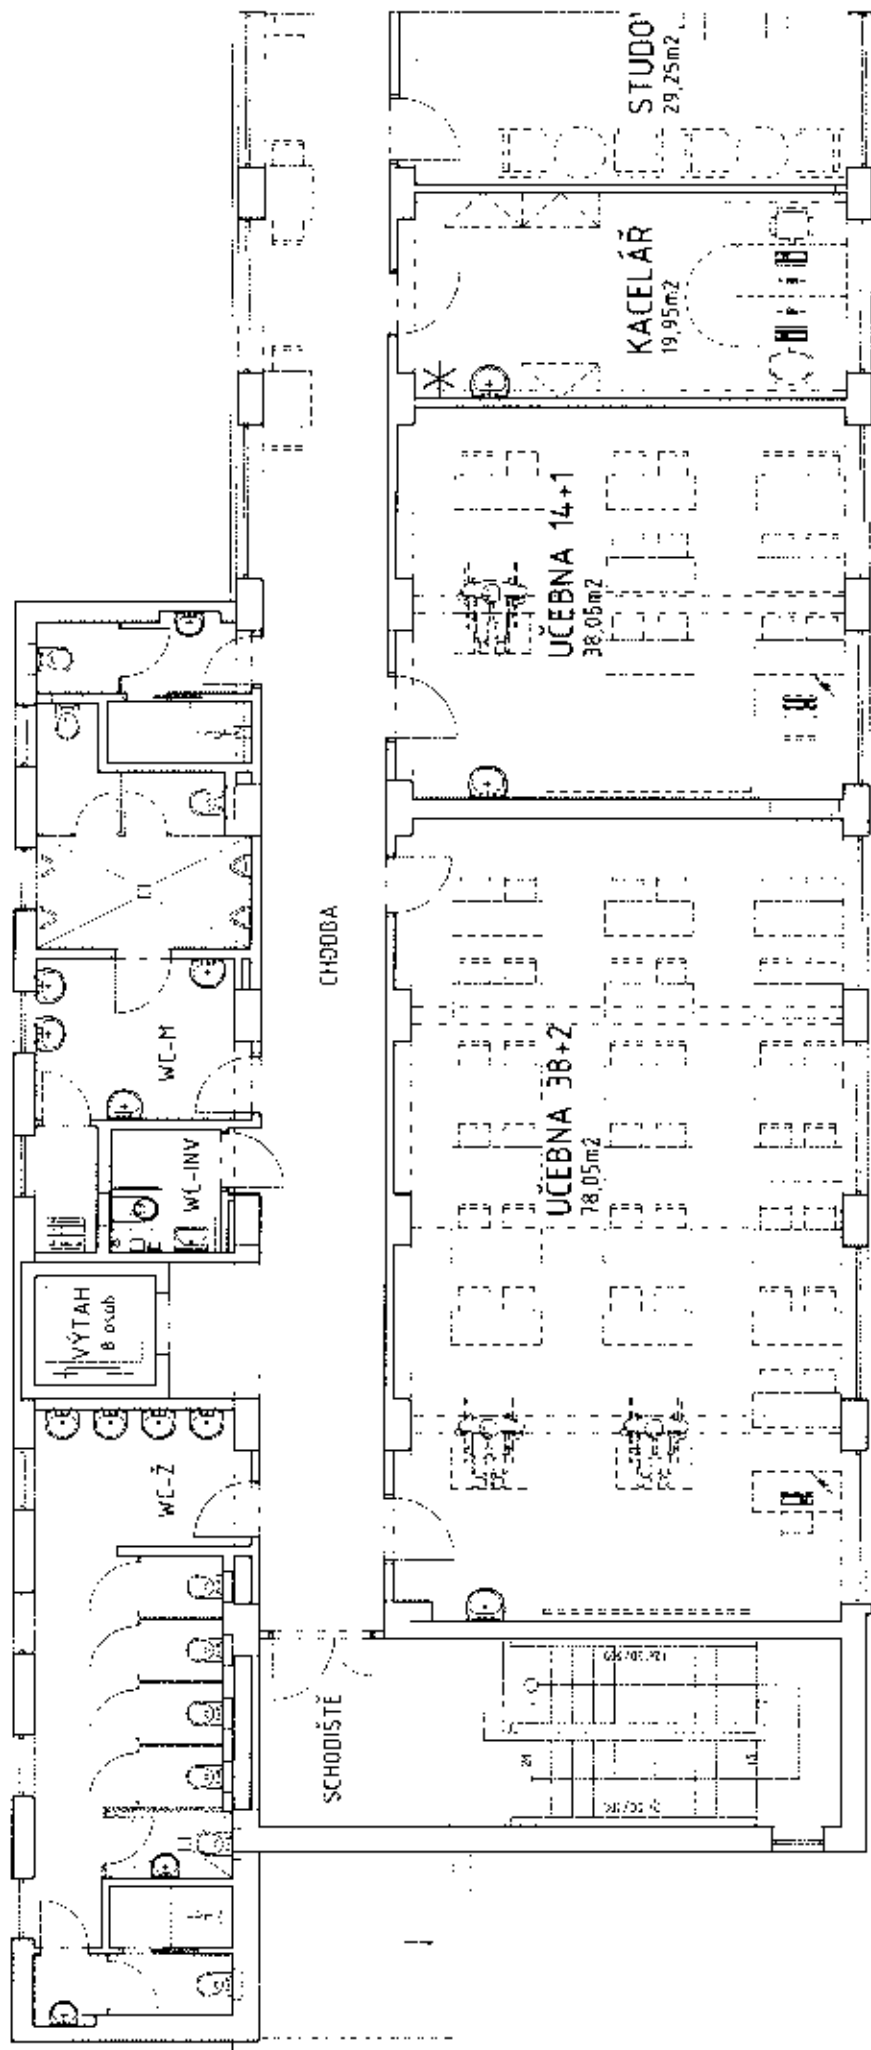 STUDO
29,25m2
KACELÁŘ
19,95m2
UČEBNA 14+1
38,05m2
CHODBA
WC-M
WC-INV
UČEBNA 38+2
78,05m2
VÝTAH
8 osob
WC-Ž
SCHODIŠTĚ
24